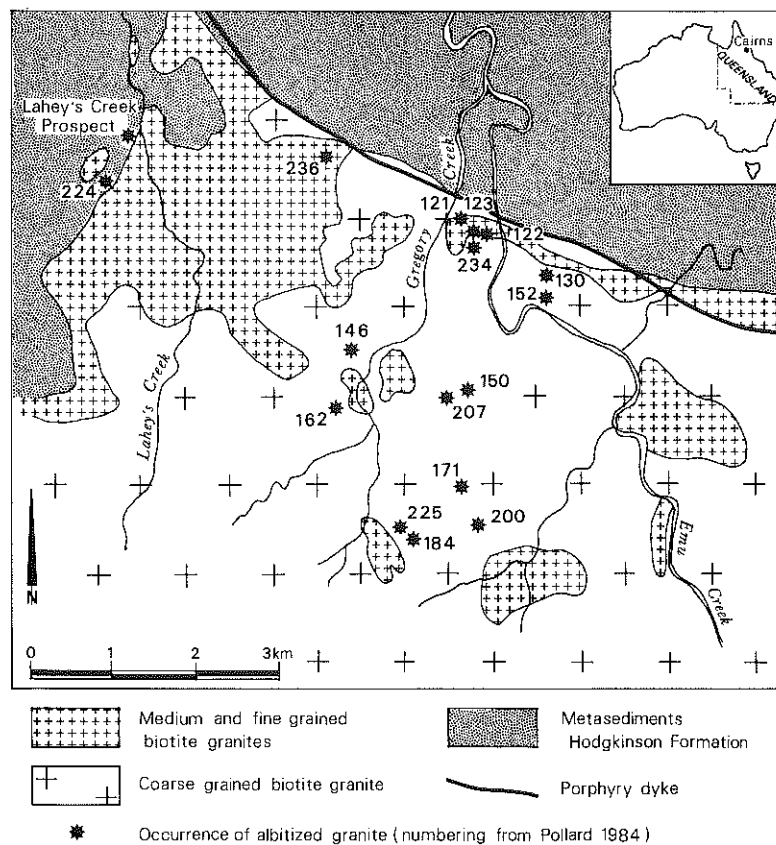 Cairns
QUEENSLAND
Lahey's Creek
Prospect
224
236
Creek
Gregory
121
123
122
234
130
152
146
150
207
162
Lahey's Creek
171
225
200
184
Emu
Creek
N
0 1 2 3km
Medium and fine grained
biotite granites
Metasediments
Hodgkinson Formation
Coarse grained biotite granite
Porphyry dyke
Occurrence of albitized granite (numbering from Pollard 1984)